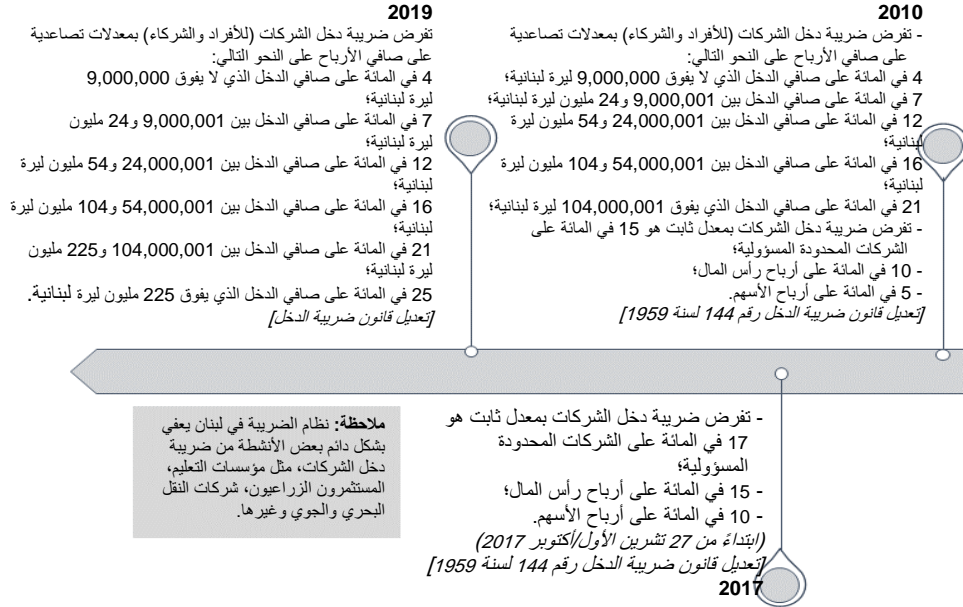 2010
- تفرض ضريبة دخل الشركات (للأفراد والشركاء) بمعدلات تصاعدية
على صافي الأرباح على النحو التالي:
4 في المائة على صافي الدخل الذي لا يفوق 9,000,000 ليرة لبنانية؛
7 في المائة على صافي الدخل بين 9,000,001 و24 مليون ليرة لبنانية؛
12 في المائة على صافي الدخل بين 24,000,001 و54 مليون ليرة
لبنانية؛
16 في المائة على صافي الدخل بين 54,000,001 و104 مليون ليرة
لبنانية؛
21 في المائة على صافي الدخل الذي يفوق 104,000,001 ليرة لبنانية؛
- تفرض ضريبة دخل الشركات بمعدل ثابت هو 15 في المائة على
الشركات المحدودة المسؤولية؛
- 10 في المائة على أرباح رأس المال؛
- 5 في المائة على أرباح الأسهم.
[تعديل قانون ضريبة الدخل رقم 144 لسنة 1959]
2019
تفرض ضريبة دخل الشركات (للأفراد والشركاء) بمعدلات تصاعدية
على صافي الأرباح على النحو التالي:
4 في المائة على صافي الدخل الذي لا يفوق 9,000,000
ليرة لبنانية؛
7 في المائة على صافي الدخل بين 9,000,001 و24 مليون
ليرة لبنانية؛
12 في المائة على صافي الدخل بين 24,000,001 و54 مليون ليرة
لبنانية؛
16 في المائة على صافي الدخل بين 54,000,001 و104 مليون ليرة
لبنانية؛
21 في المائة على صافي الدخل بين 104,000,001 و225 مليون
ليرة لبنانية؛
25 في المائة على صافي الدخل الذي يفوق 225 مليون ليرة لبنانية.
[تعديل قانون ضريبة الدخل]
- تفرض ضريبة دخل الشركات بمعدل ثابت هو
17 في المائة على الشركات المحدودة
المسؤولية؛
- 15 في المائة على أرباح رأس المال؛
- 10 في المائة على أرباح الأسهم.
(ابتداءً من 27 تشرين الأول/أكتوبر 2017)
[تعديل قانون ضريبة الدخل رقم 144 لسنة 1959]
2017
ملاحظة: نظام الضريبة في لبنان يعفي
بشكل دائم بعض الأنشطة من ضريبة
دخل الشركات، مثل مؤسسات التعليم،
المستثمرون الزراعيون، شركات النقل
البحري والجوي وغيرها.